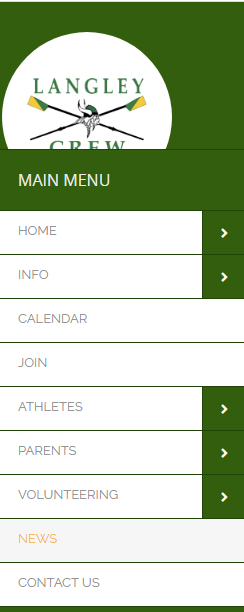 LANGLEY
CREW
MAIN MENU
HOME
INFO
CALENDAR
JOIN
ATHLETES
PARENTS
VOLUNTEERING
NEWS
CONTACT US